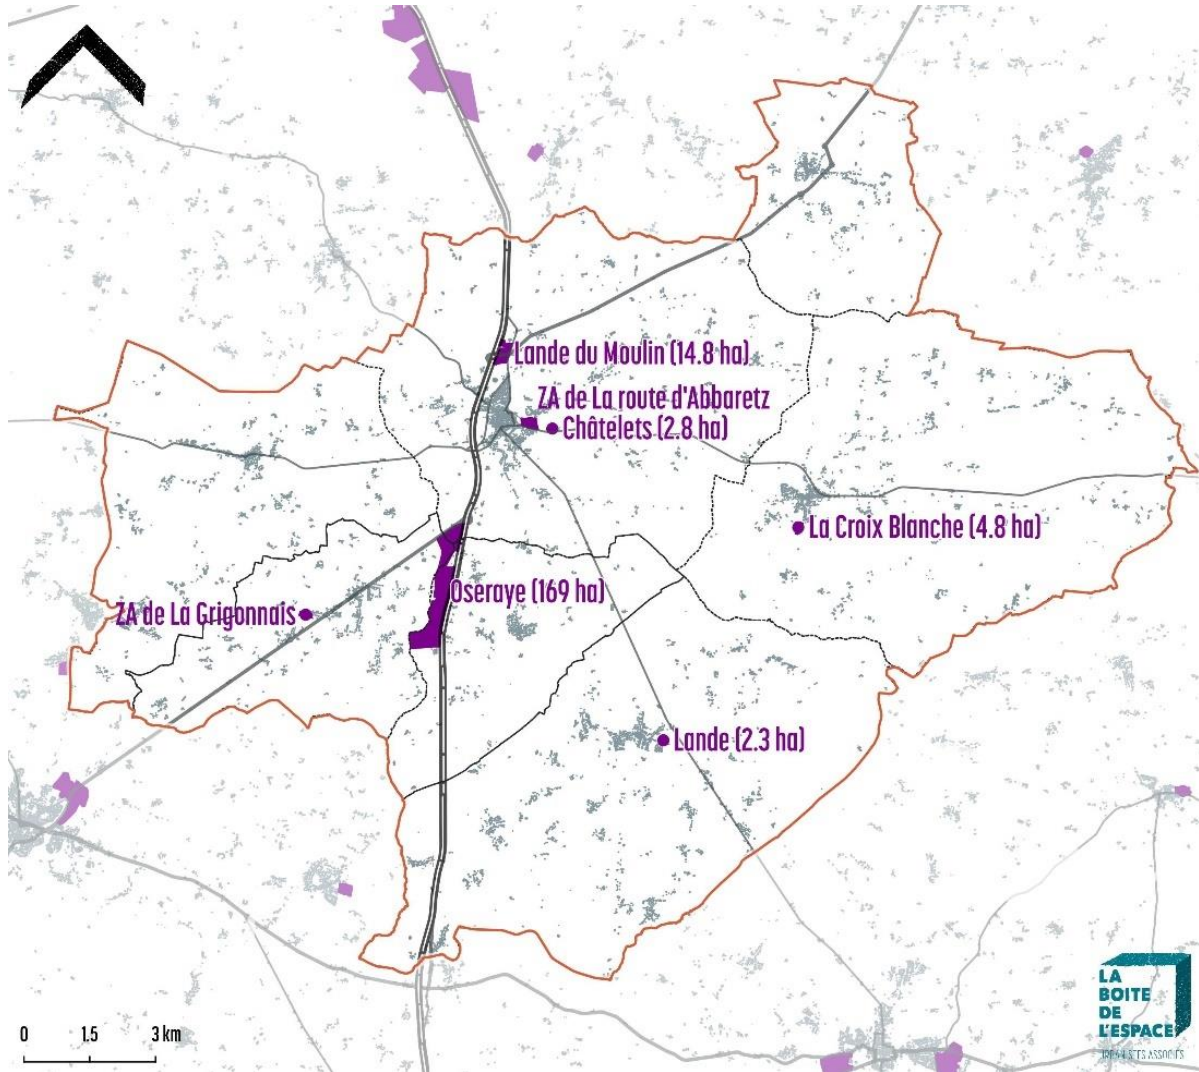 Lande du Moulin (14.8 ha)
ZA de La route d'Abbaretz
Châtelets (2.8 ha)
La Croix Blanche (4.8 ha)
Oseraye (169 ha)
ZA de La Grigonnais
Lande (2.3 ha)
0 1.5 3 km
LA
BOITE
DE
L'ESPACE
URBANISTES ASSOCIÉS